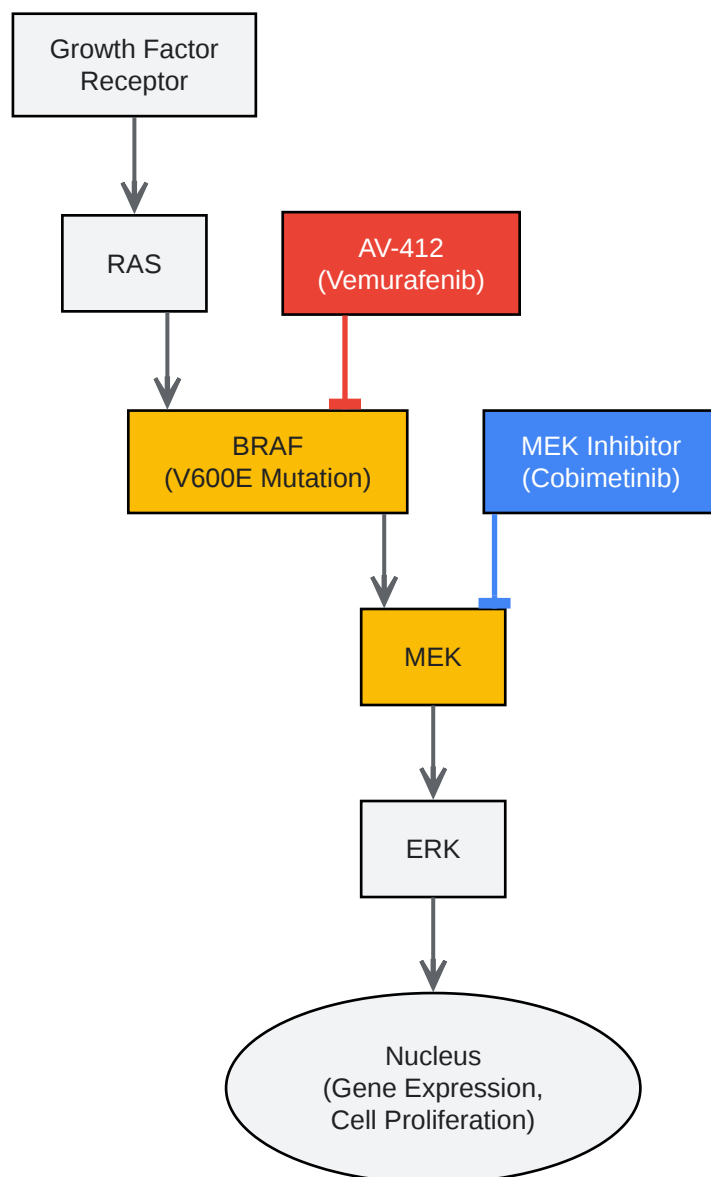 Growth Factor
Receptor
RAS
AV-412
(Vemurafenib)
BRAF
(V600E Mutation)
MEK Inhibitor
(Cobimetinib)
MEK
ERK
Nucleus
(Gene Expression,
Cell Proliferation)